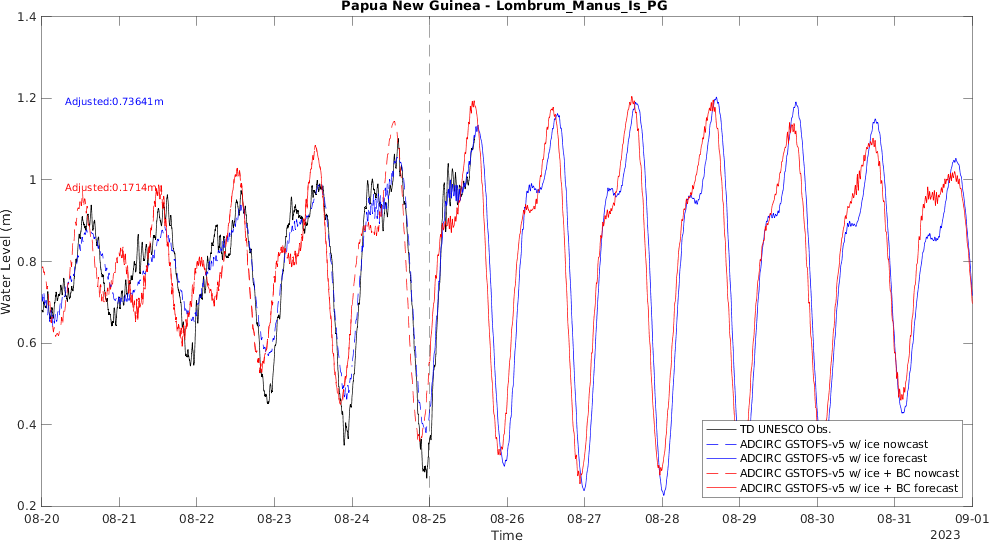 Papua New Guinea - Lombrum_Manus_Is_PG
1.4
1.2
1
0.8
0.6
0.4
0.2
Water Level (m)
Adjusted:0.73641m
Adjusted:0.1714m
TD UNESCO Obs.
ADCIRC GSTOFS-v5 w/ ice nowcast
ADCIRC GSTOFS-v5 w/ ice forecast
ADCIRC GSTOFS-v5 w/ ice + BC nowcast
ADCIRC GSTOFS-v5 w/ ice + BC forecast
08-20 08-21 08-22 08-23 08-24 08-25 08-26 08-27 08-28 08-29 08-30 08-31 09-01
Time
2023